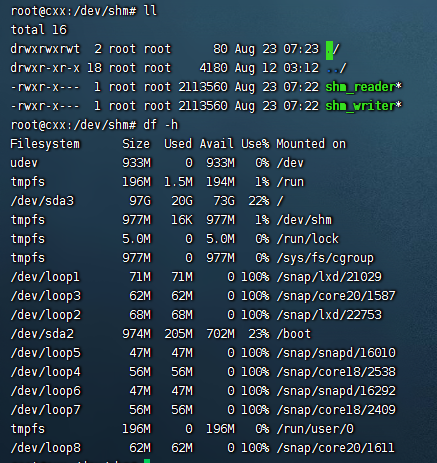 root@cxx:/dev/shm# ll
total 16
drwxrwxrwt  2 root root      80 Aug 23 07:23 ./
drwxr-xr-x 18 root root    4180 Aug 12 03:12 ../
-rwxr-x---  1 root root 2113560 Aug 23 07:22 shm_reader*
-rwxr-x---  1 root root 2113560 Aug 23 07:22 shm_writer*
root@cxx:/dev/shm# df -h
Filesystem      Size  Used Avail Use% Mounted on
udev            933M     0  933M   0% /dev
tmpfs           196M  1.5M  194M   1% /run
/dev/sda3        97G   20G   73G  22% /
tmpfs           977M   16K  977M   1% /dev/shm
tmpfs           5.0M     0  5.0M   0% /run/lock
tmpfs           977M     0  977M   0% /sys/fs/cgroup
/dev/loop1       71M   71M     0 100% /snap/lxd/21029
/dev/loop3       62M   62M     0 100% /snap/core20/1587
/dev/loop2       68M   68M     0 100% /snap/lxd/22753
/dev/sda2       974M  205M  702M  23% /boot
/dev/loop5       47M   47M     0 100% /snap/snapd/16010
/dev/loop4       56M   56M     0 100% /snap/core18/2538
/dev/loop6       47M   47M     0 100% /snap/snapd/16292
/dev/loop7       56M   56M     0 100% /snap/core18/2409
tmpfs           196M     0  196M   0% /run/user/0
/dev/loop8       62M   62M     0 100% /snap/core20/1611